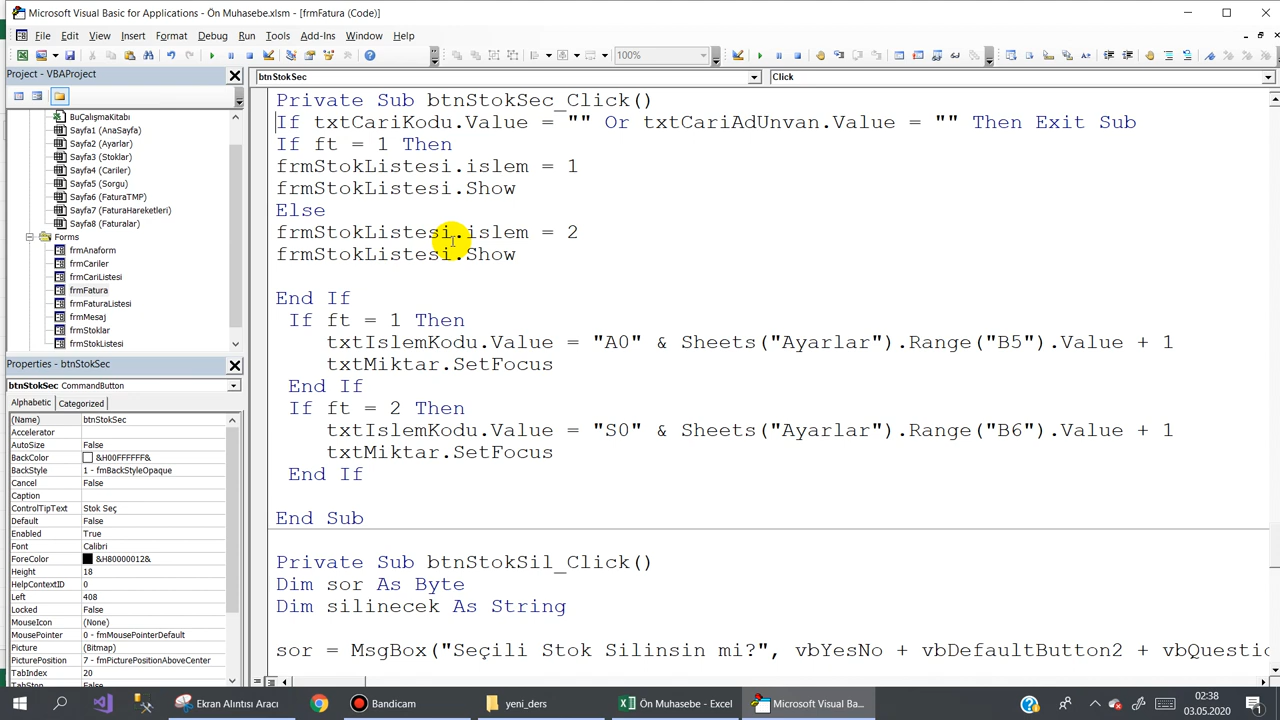 Microsoft Visual Basic for Applications - Ön Muhasebe.xlsm - [frmFatura (Code)]
File Edit View Insert Format Debug Run Tools Add-Ins Window Help
100%
Project - VBAProject
BuÇalışmaKitabı
Sayfa1 (AnaSayfa)
Sayfa2 (Ayarlar)
Sayfa3 (Stoklar)
Sayfa4 (Cariler)
Sayfa5 (Sorgu)
Sayfa6 (FaturaTMP)
Sayfa7 (FaturaHareketleri)
Sayfa8 (Faturalar)
Forms
frmAnaform
frmCariler
frmCariListesi
frmFatura
frmFaturaListesi
frmMesaj
frmStoklar
frmStokListesi
Properties - btnStokSec
btnStokSec CommandButton
Alphabetic Categorized
(Name) btnStokSec
Accelerator
AutoSize False
BackColor &H00FFFFFF&
BackStyle 1 - fmBackStyleOpaque
Cancel False
Caption
ControlTipText Stok Seç
Default False
Enabled True
Font Calibri
ForeColor &H80000012&
Height 18
HelpContextID 0
Left 408
Locked False
MouseIcon (None)
MousePointer 0 - fmMousePointerDefault
Picture (Bitmap)
PicturePosition 7 - fmPicturePositionAboveCenter
TabIndex 20
btnStokSec Click
Private Sub btnStokSec_Click()
If txtCariKodu.Value = "" Or txtCariAdUnvan.Value = "" Then Exit Sub
If ft = 1 Then
frmStokListesi.islem = 1
frmStokListesi.Show
Else
frmStokListesi.islem = 2
frmStokListesi.Show
End If
If ft = 1 Then
txtIslemKodu.Value = "A0" & Sheets("Ayarlar").Range("B5").Value + 1
txtMiktar.SetFocus
End If
If ft = 2 Then
txtIslemKodu.Value = "S0" & Sheets("Ayarlar").Range("B6").Value + 1
txtMiktar.SetFocus
End If
End Sub
Private Sub btnStokSil_Click()
Dim sor As Byte
Dim silinecek As String
sor = MsgBox("Seçili Stok Silinsin mi?", vbYesNo + vbDefaultButton2 + vbQuestio
Ekran Alıntısı Aracı
Bandicam
yeni_ders
Ön Muhasebe - Excel
Microsoft Visual Ba...
02:38
03.05.2020